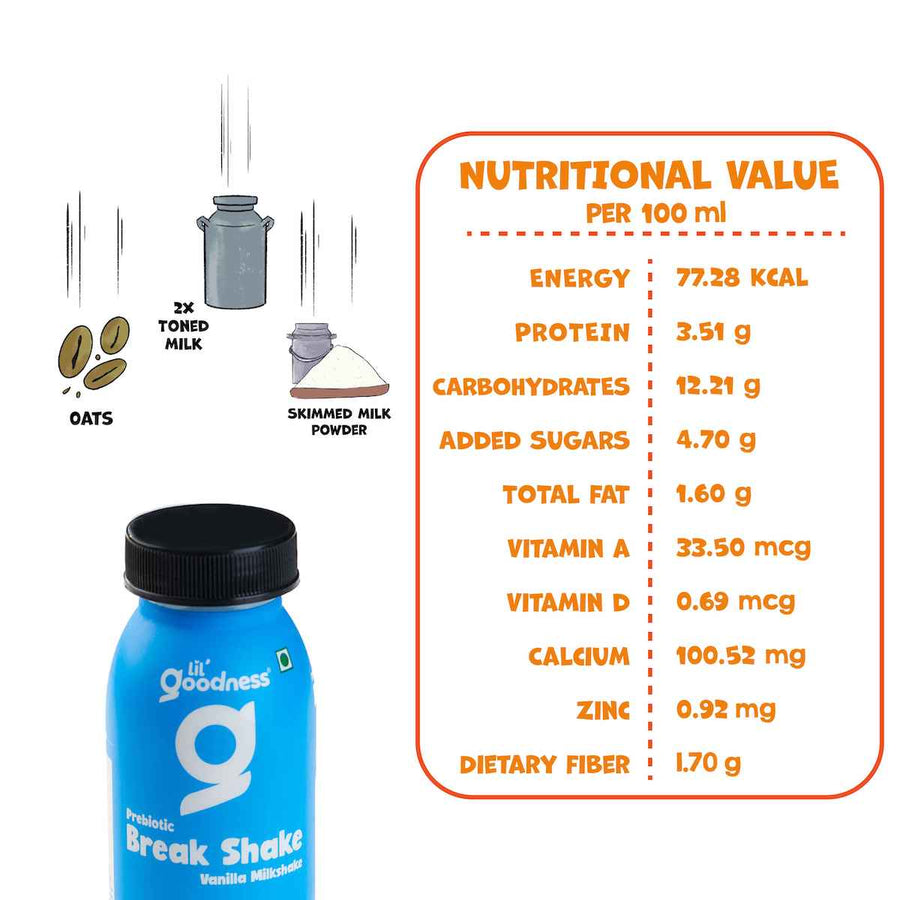 2X
TONED
MILK
OATS
SKIMMED MILK
POWDER
Lil'
goodness®
g
Prebiotic
Break Shake
Vanilla Milkshake
NUTRITIONAL VALUE
PER 100 ml
ENERGY 77.28 KCAL
PROTEIN 3.51 g
CARBOHYDRATES 12.21 g
ADDED SUGARS 4.70 g
TOTAL FAT 1.60 g
VITAMIN A 33.50 mcg
VITAMIN D 0.69 mcg
CALCIUM 100.52 mg
ZINC 0.92 mg
DIETARY FIBER 1.70 g